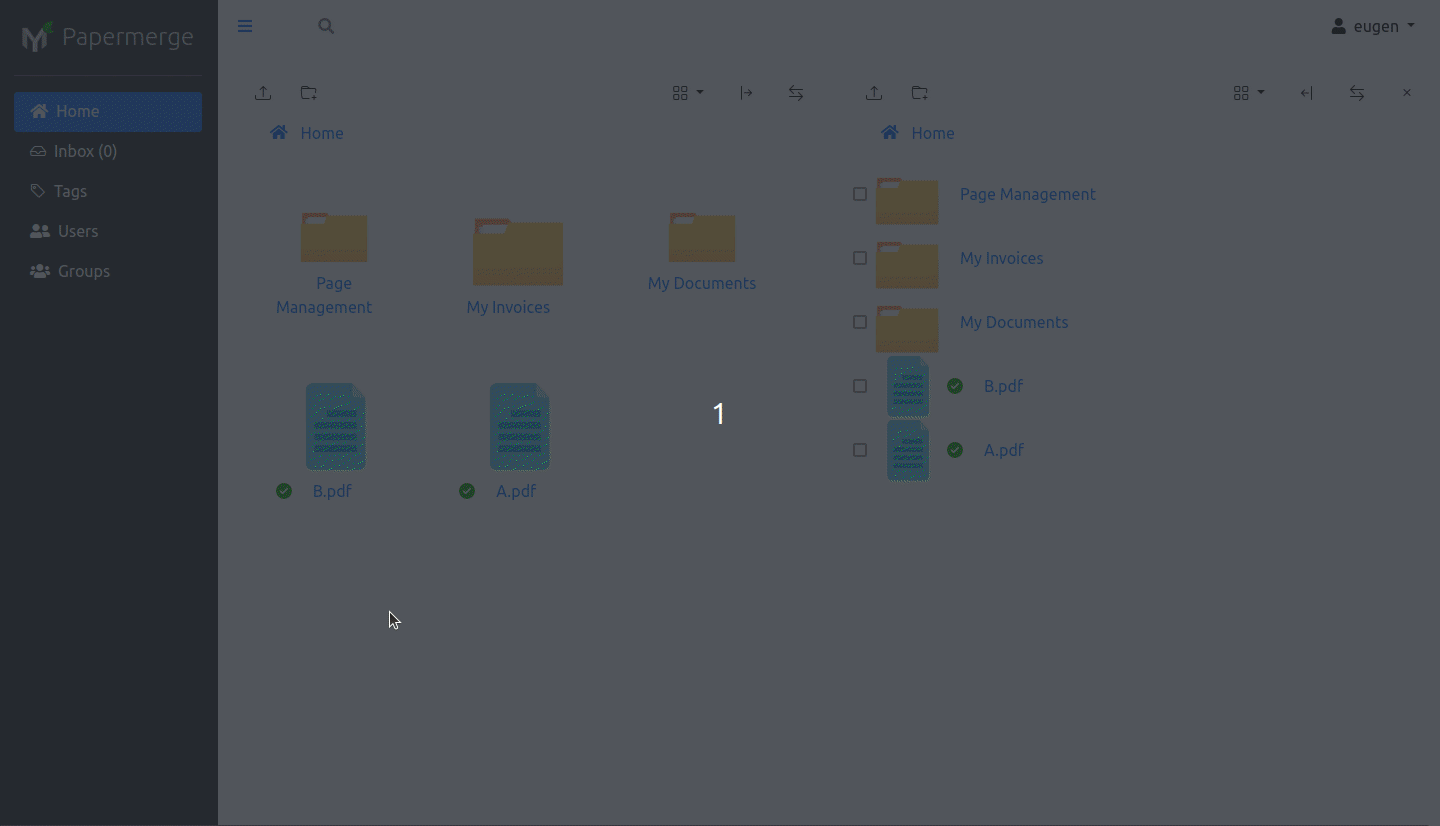 Papermerge
eugen
Home
Inbox (0)
Tags
Users
Groups
Home
Page
Management
My Invoices
My Documents
B.pdf
A.pdf
1
Home
Page Management
My Invoices
My Documents
B.pdf
A.pdf